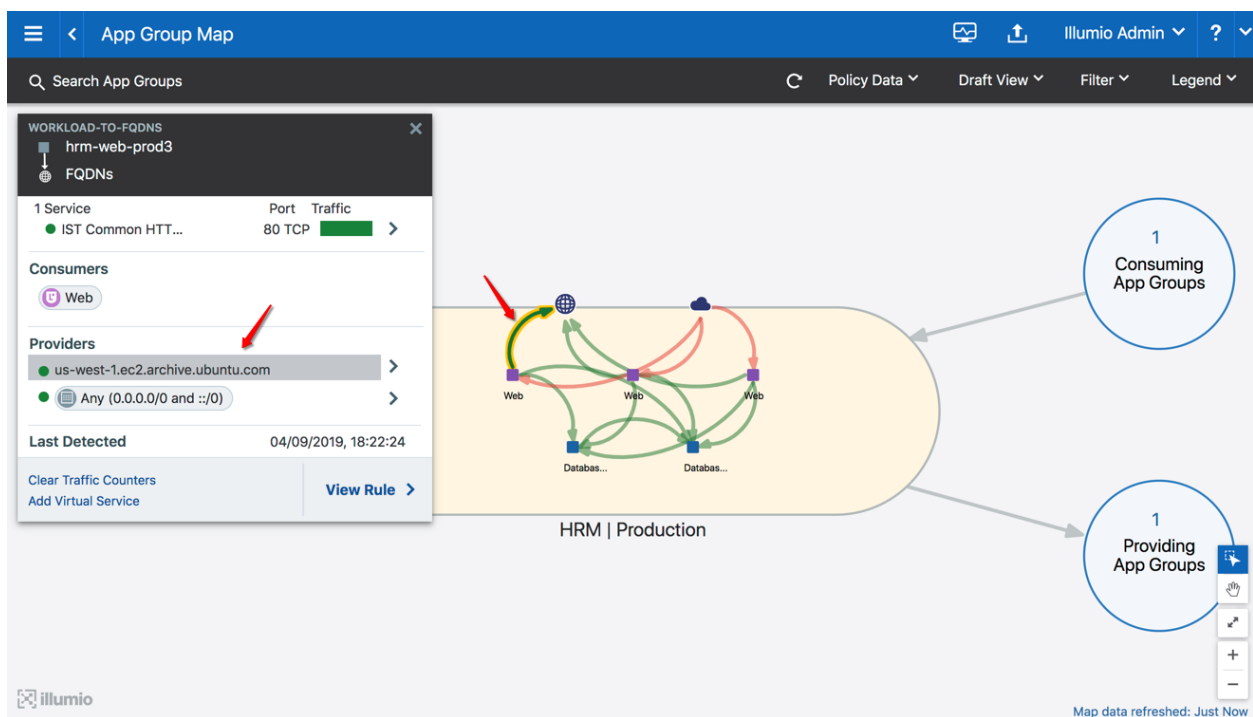 App Group Map
Illumio Admin
?
Search App Groups
Policy Data
Draft View
Filter
Legend
WORKLOAD-TO-FQDNS
hrm-web-prod3
FQDNs
1 Service Port Traffic
IST Common HTT... 80 TCP
Consumers
Web
Providers
us-west-1.ec2.archive.ubuntu.com
Any (0.0.0.0/0 and ::/0)
Last Detected 04/09/2019, 18:22:24
Clear Traffic Counters
Add Virtual Service
View Rule
Web
Web
Web
Databas...
Databas...
HRM | Production
1
Consuming
App Groups
1
Providing
App Groups
illumio
Map data refreshed: Just Now